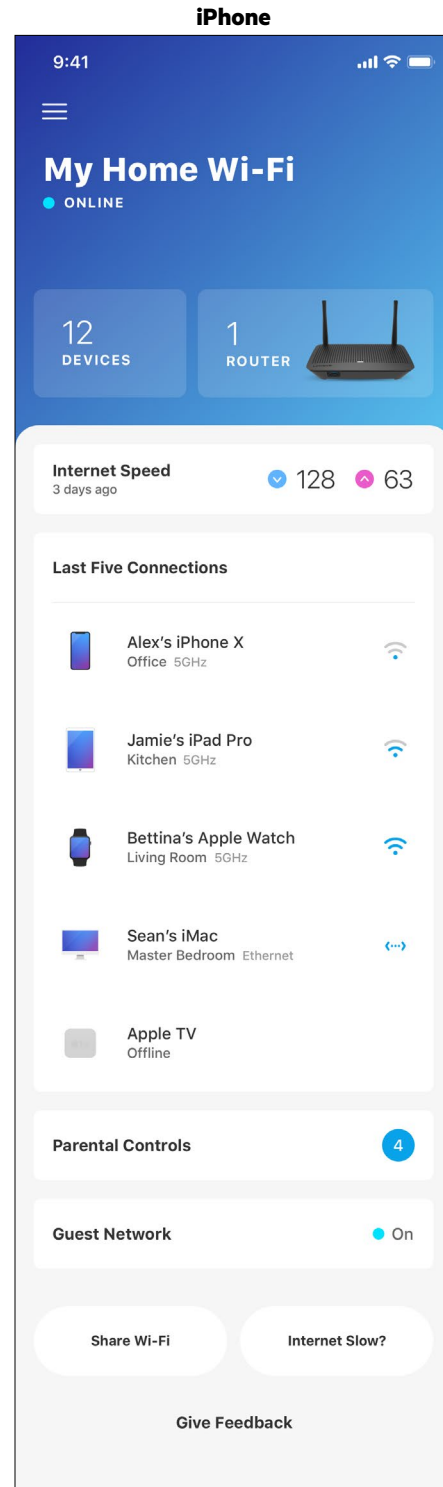 iPhone
9:41
My Home Wi-Fi
ONLINE
12
DEVICES
1
ROUTER
Internet Speed
3 days ago
128
63
Last Five Connections
Alex's iPhone X
Office 5GHz
Jamie's iPad Pro
Kitchen 5GHz
Bettina's Apple Watch
Living Room 5GHz
Sean's iMac
Master Bedroom Ethernet
Apple TV
Offline
Parental Controls
4
Guest Network
On
Share Wi-Fi
Internet Slow?
Give Feedback